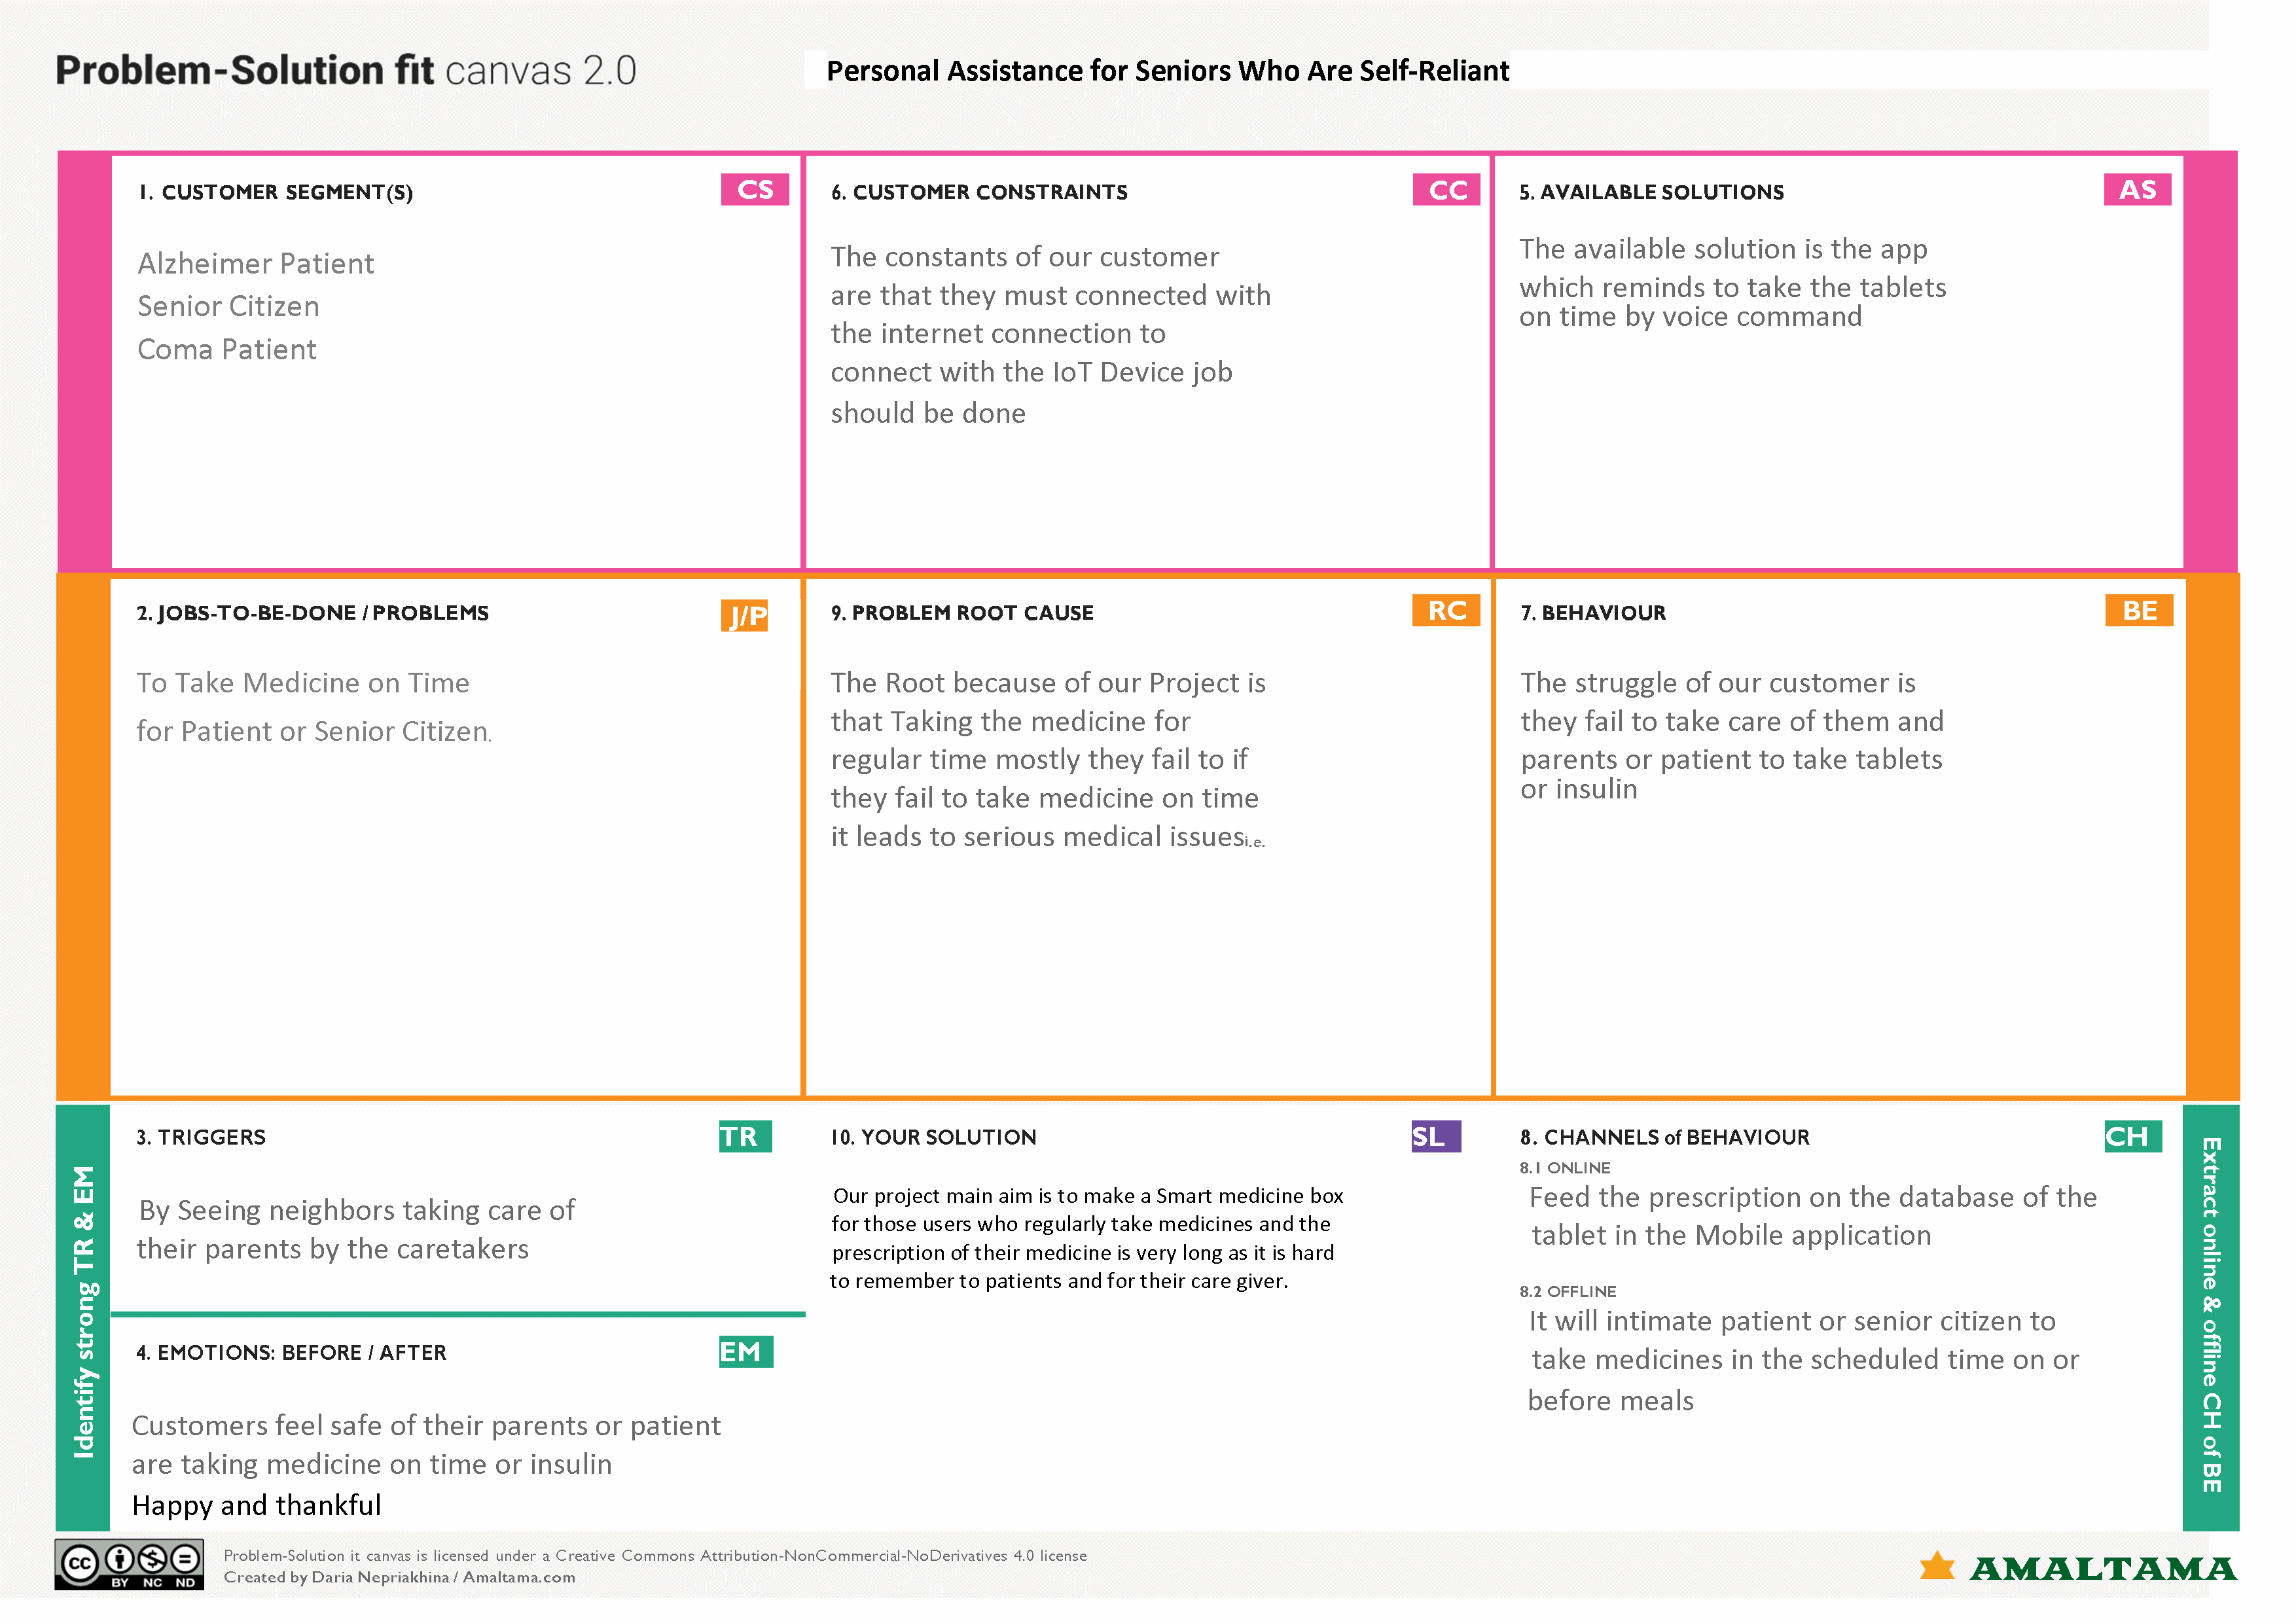 Problem-Solution fit canvas 2.0
Personal Assistance for Seniors Who Are Self-Reliant
1. CUSTOMER SEGMENT(S)
CS
Alzheimer Patient
Senior Citizen
Coma Patient
6. CUSTOMER CONSTRAINTS
CC
The constants of our customer
are that they must connected with
the internet connection to
connect with the IoT Device job
should be done
5. AVAILABLE SOLUTIONS
AS
The available solution is the app
which reminds to take the tablets
on time by voice command
2. JOBS-TO-BE-DONE / PROBLEMS
J/P
To Take Medicine on Time
for Patient or Senior Citizen.
9. PROBLEM ROOT CAUSE
RC
The Root because of our Project is
that Taking the medicine for
regular time mostly they fail to if
they fail to take medicine on time
it leads to serious medical issuesi.e.
7. BEHAVIOUR
BE
The struggle of our customer is
they fail to take care of them and
parents or patient to take tablets
or insulin
Identify strong TR & EM
3. TRIGGERS
TR
By Seeing neighbors taking care of
their parents by the caretakers
4. EMOTIONS: BEFORE / AFTER
EM
Customers feel safe of their parents or patient
are taking medicine on time or insulin
Happy and thankful
10. YOUR SOLUTION
SL
Our project main aim is to make a Smart medicine box
for those users who regularly take medicines and the
prescription of their medicine is very long as it is hard
to remember to patients and for their care giver.
8. CHANNELS of BEHAVIOUR
CH
8.1 ONLINE
Feed the prescription on the database of the
tablet in the Mobile application
8.2 OFFLINE
It will intimate patient or senior citizen to
take medicines in the scheduled time on or
before meals
Extract online & offline CH of BE
cc
BY NC ND
Problem-Solution it canvas is licensed under a Creative Commons Attribution-NonCommercial-NoDerivatives 4.0 license
Created by Daria Nepriakhina / Amaltama.com
AMALTAMA